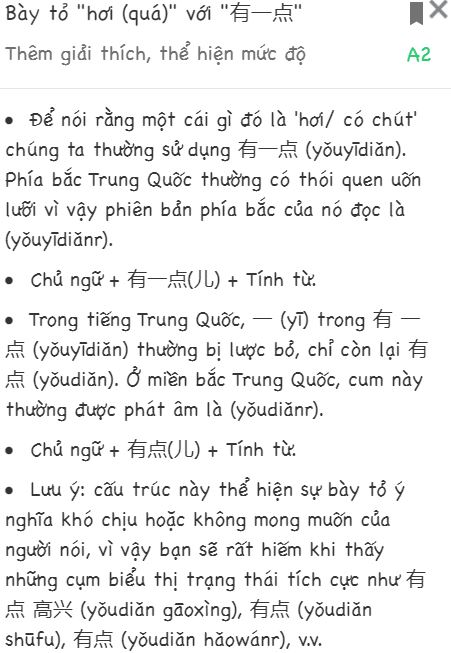 Bày tỏ "hơi (quá)" với "有一点"
Thêm giải thích, thể hiện mức độ A2
• Để nói rằng một cái gì đó là 'hơi/ có chút'
chúng ta thường sử dụng 有一点 (yǒuyīdiǎn).
Phía bắc Trung Quốc thường có thói quen uốn
lưỡi vì vậy phiên bản phía bắc của nó đọc là
(yǒuyīdiǎnr).
• Chủ ngữ + 有一点(儿) + Tính từ.
• Trong tiếng Trung Quốc, 一 (yī) trong 有 一
点 (yǒuyīdiǎn) thường bị lược bỏ, chỉ còn lại 有
点 (yǒudiǎn). Ở miền bắc Trung Quốc, cum này
thường được phát âm là (yǒudiǎnr).
• Chủ ngữ + 有点(儿) + Tính từ.
• Lưu ý: cấu trúc này thể hiện sự bày tỏ ý
nghĩa khó chịu hoặc không mong muốn của
người nói, vì vậy bạn sẽ rất hiếm khi thấy
những cụm biểu thị trạng thái tích cực như 有
点 高兴 (yǒudiǎn gāoxìng), 有点 (yǒudiǎn
shūfu), 有点 (yǒudiǎn hǎowánr), v.v.